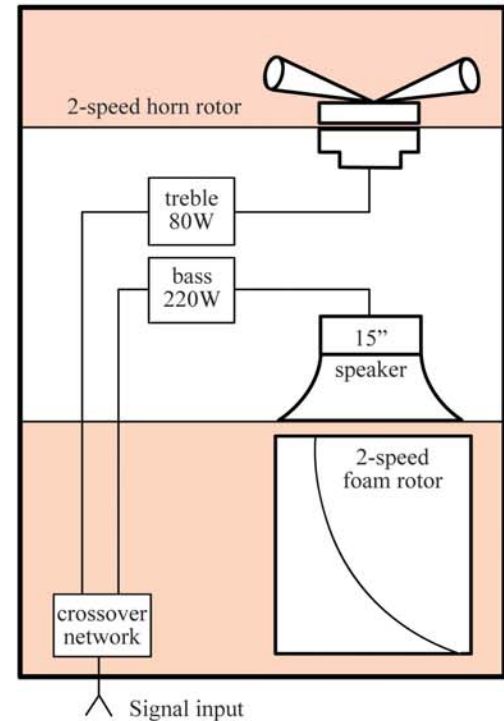 2-speed horn rotor
treble
80W
bass
220W
15”
speaker
2-speed
foam rotor
crossover
network
Signal input